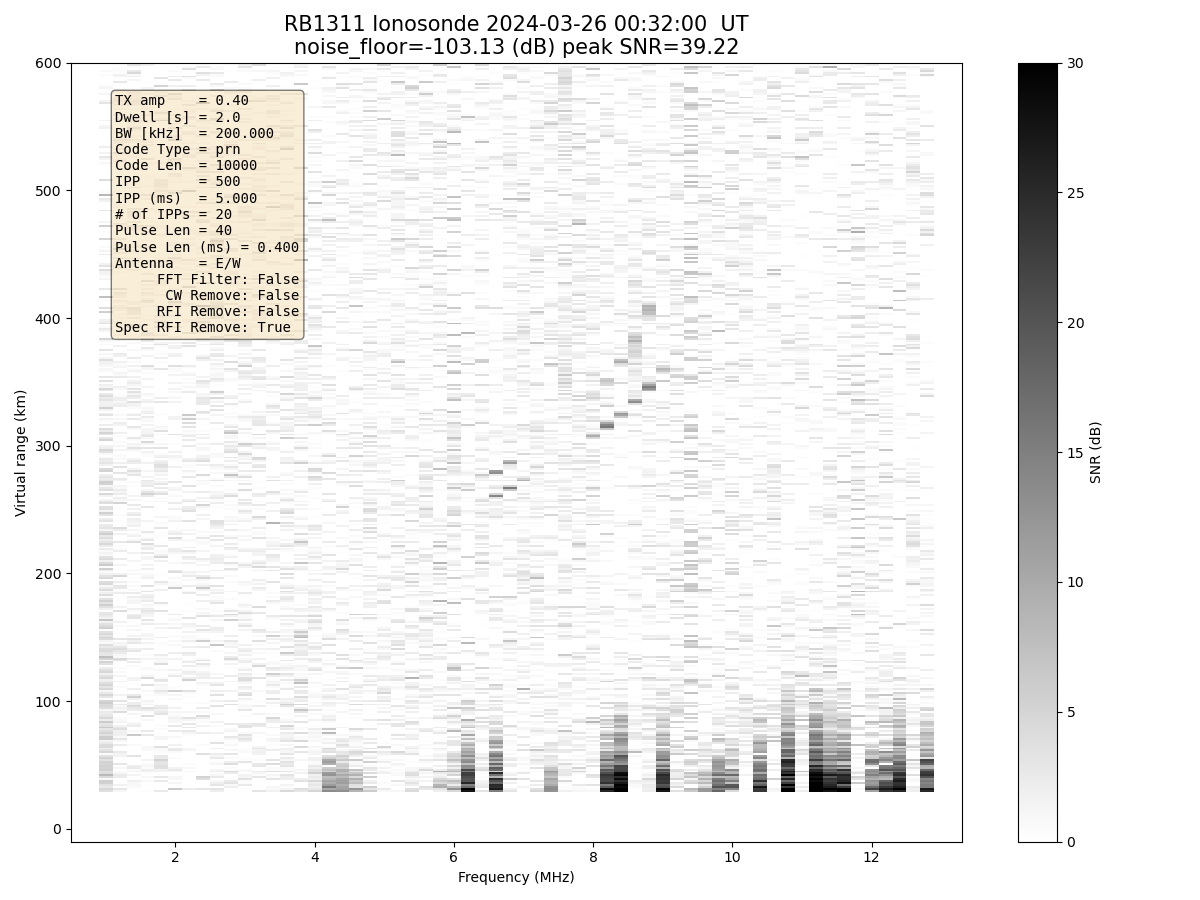 RB1311 Ionosonde 2024-03-26 00:32:00 UT
noise_floor=-103.13 (dB) peak SNR=39.22
600
500
400
300
200
100
0
Virtual range (km)
TX amp = 0.40
Dwell [s] = 2.0
BW [kHz] = 200.000
Code Type = prn
Code Len = 10000
IPP = 500
IPP (ms) = 5.000
# of IPPs = 20
Pulse Len = 40
Pulse Len (ms) = 0.400
Antenna = E/W
FFT Filter: False
CW Remove: False
RFI Remove: False
Spec RFI Remove: True
2 4 6 8 10 12
Frequency (MHz)
30
25
20
15
10
5
0
SNR (dB)